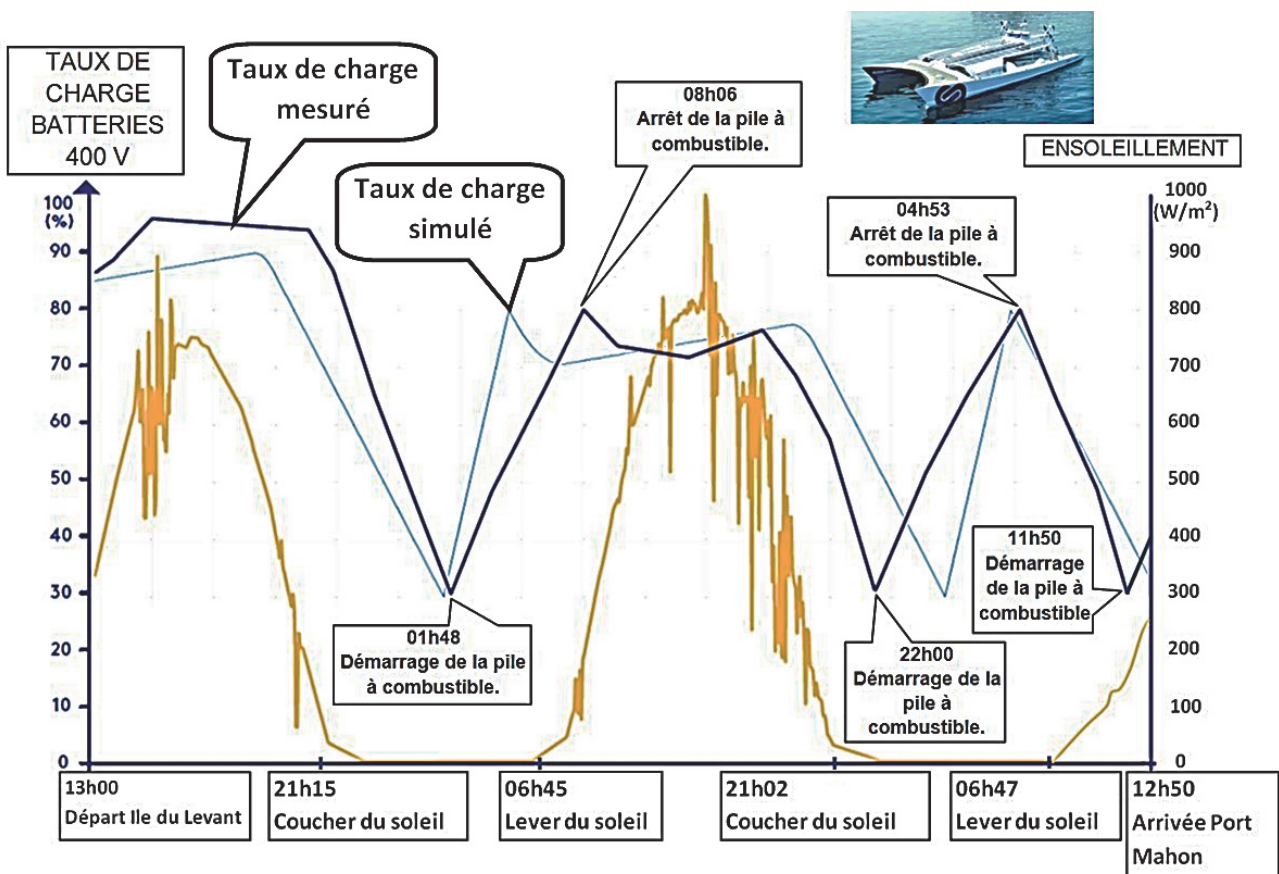 TAUX DE
CHARGE
BATTERIES
400 V
Taux de charge
mesuré
Taux de charge
simulé
08h06
Arrêt de la pile à
combustible.
ENSOLEILLEMENT
04h53
Arrêt de la pile à
combustible.
100
(%)
90
80
70
60
50
40
30
20
10
0
1000
(W/m²)
900
800
700
600
500
400
300
200
100
0
01h48
Démarrage de la pile
à combustible.
22h00
Démarrage de la
pile à
combustible.
11h50
Démarrage
de la pile à
combustible
13h00
Départ Ile du Levant
21h15
Coucher du soleil
06h45
Lever du soleil
21h02
Coucher du soleil
06h47
Lever du soleil
12h50
Arrivée Port
Mahon